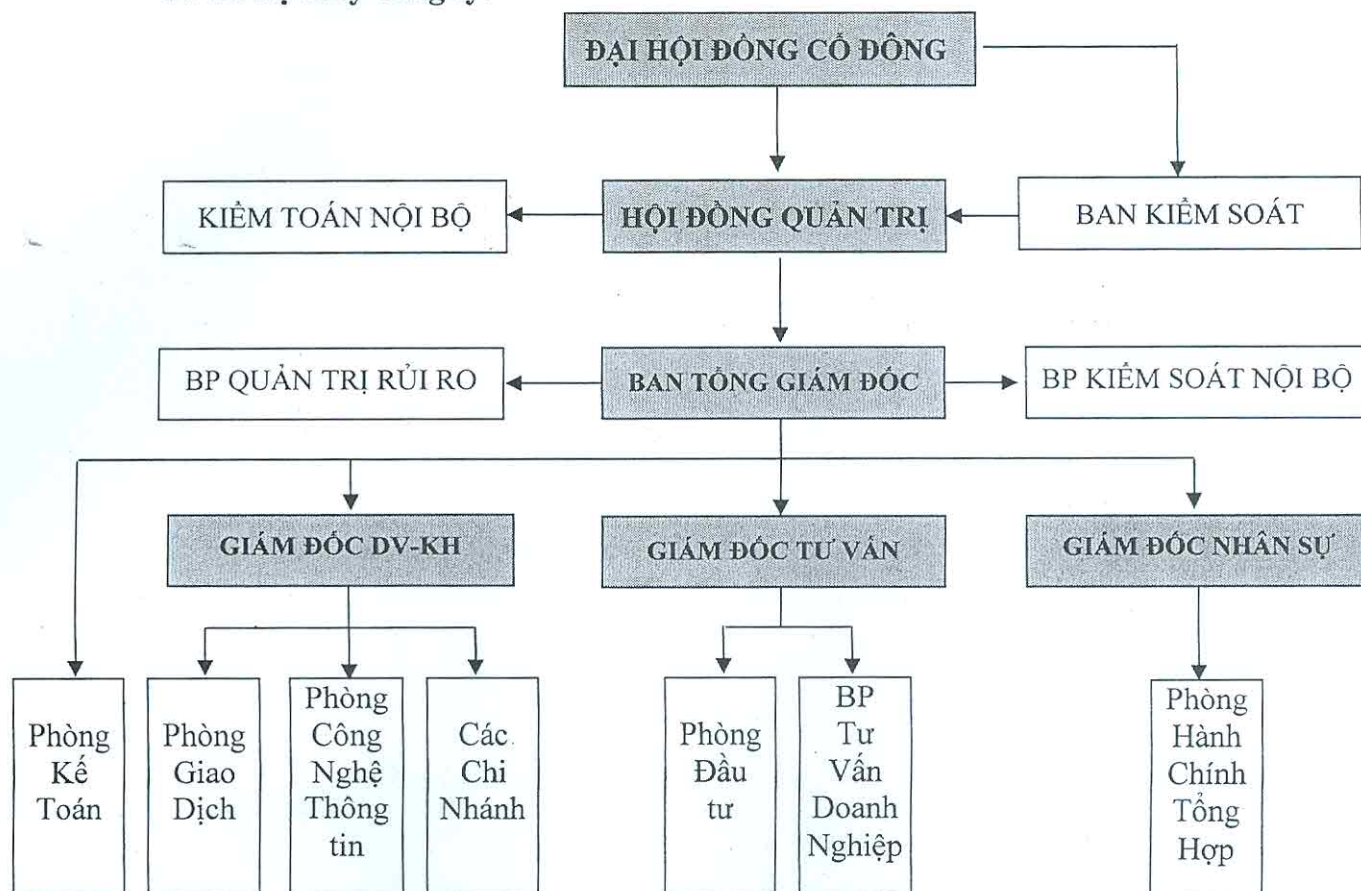 ĐẠI HỘI ĐỒNG CỔ ĐÔNG
KIỂM TOÁN NỘI BỘ
HỘI ĐỒNG QUẢN TRỊ
BAN KIỂM SOÁT
BP QUẢN TRỊ RỦI RO
BAN TỔNG GIÁM ĐỐC
BP KIỂM SOÁT NỘI BỘ
GIÁM ĐỐC DV-KH
GIÁM ĐỐC TƯ VẤN
GIÁM ĐỐC NHÂN SỰ
Phòng
Kế
Toán
Phòng
Giao
Dịch
Phòng
Công
Nghệ
Thông
tin
Các
Chi
Nhánh
Phòng
Đầu
tư
BP
Tư
Vấn
Doanh
Nghiệp
Phòng
Hành
Chính
Tổng
Hợp